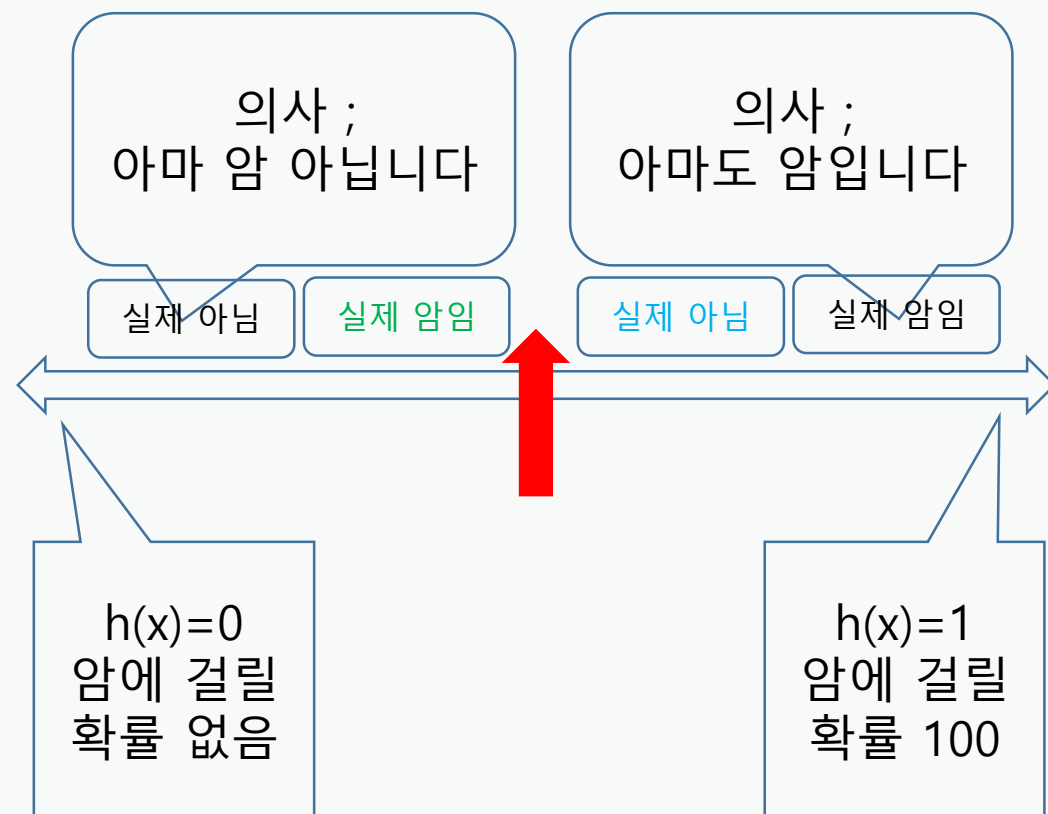 의사 ;
아마 암 아닙니다
의사 ;
아마도 암입니다
실제 아님
실제 암임
실제 아님
실제 암임
h(x)=0
암에 걸릴
확률 없음
h(x)=1
암에 걸릴
확률 100